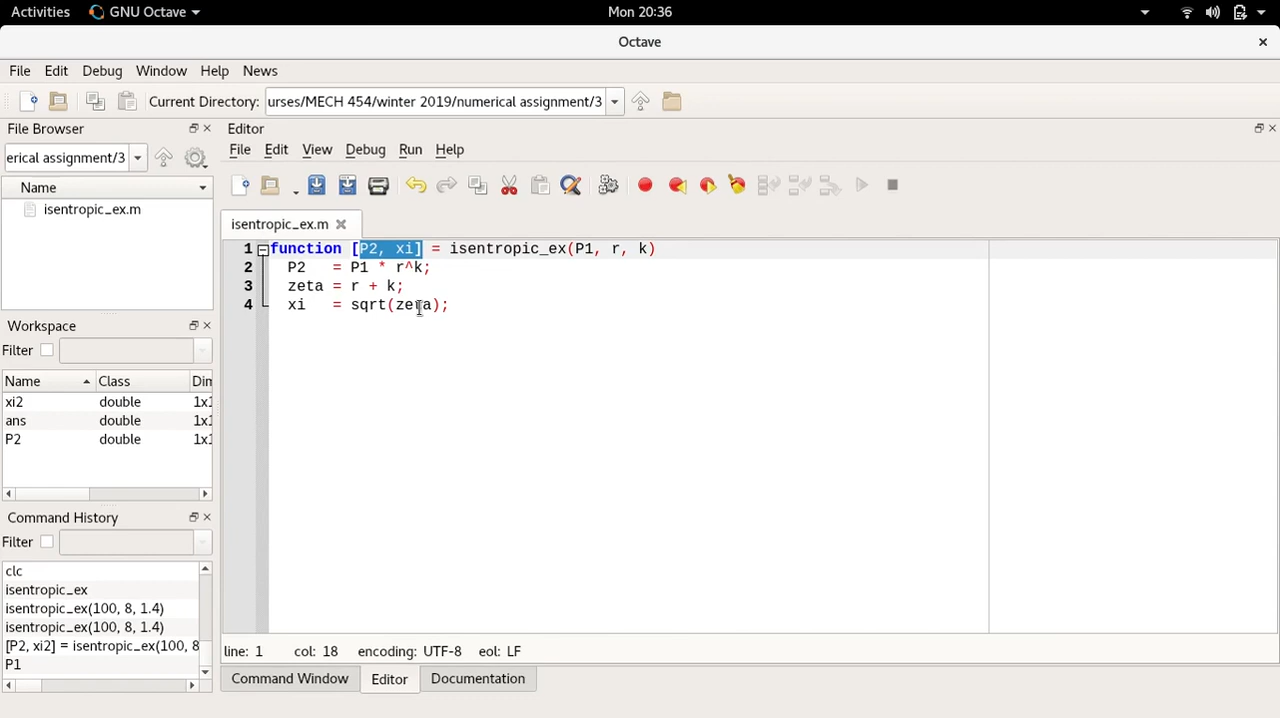 Activities GNU Octave Mon 20:36
Octave
File Edit Debug Window Help News
Current Directory: urses/MECH 454/winter 2019/numerical assignment/3
File Browser
erical assignment/3
Name
isentropic_ex.m
Workspace
Filter
Name Class Dim
xi2 double 1x1
ans double 1x1
P2 double 1x1
Command History
Filter
clc
isentropic_ex
isentropic_ex(100, 8, 1.4)
isentropic_ex(100, 8, 1.4)
[P2, xi2] = isentropic_ex(100, 8
P1
Editor
File Edit View Debug Run Help
isentropic_ex.m
1 function [P2, xi] = isentropic_ex(P1, r, k)
2 P2 = P1 * r^k;
3 zeta = r + k;
4 xi = sqrt(zeta);
line: 1 col: 18 encoding: UTF-8 eol: LF
Command Window Editor Documentation